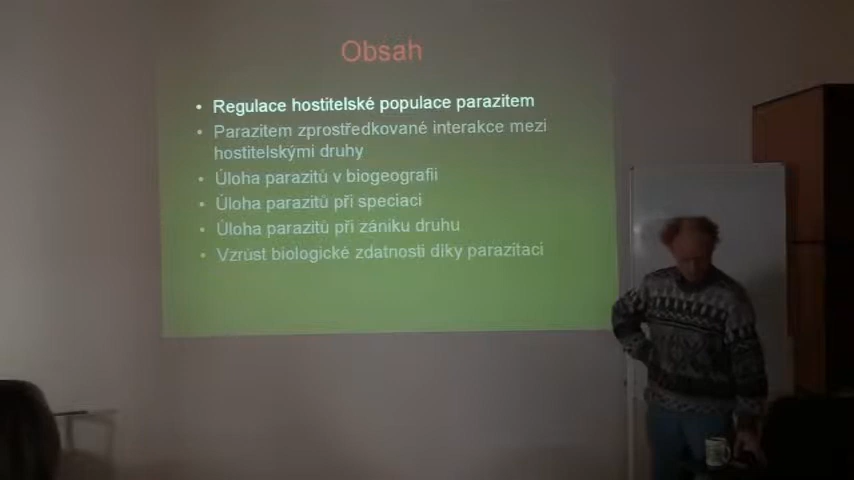 Obsah
• Regulace hostitelské populace parazitem
• Parazitem zprostředkované interakce mezi
hostitelskými druhy
• Úloha parazitů v biogeografii
• Úloha parazitů při speciaci
• Úloha parazitů při zániku druhu
• Vzrůst biologické zdatnosti díky parazitaci